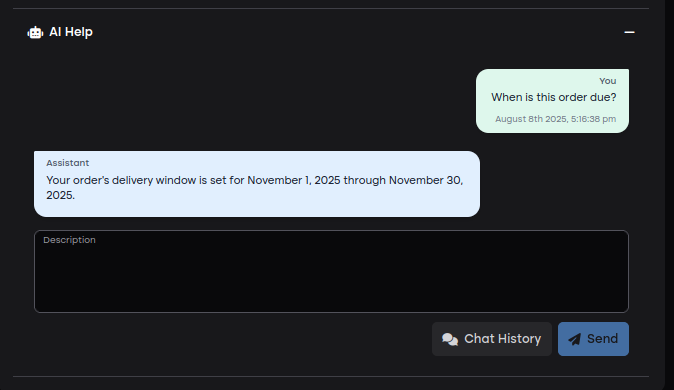 AI Help
You
When is this order due?
August 8th 2025, 5:16:38 pm
Assistant
Your order's delivery window is set for November 1, 2025 through November 30,
2025.
Description
Chat History
Send